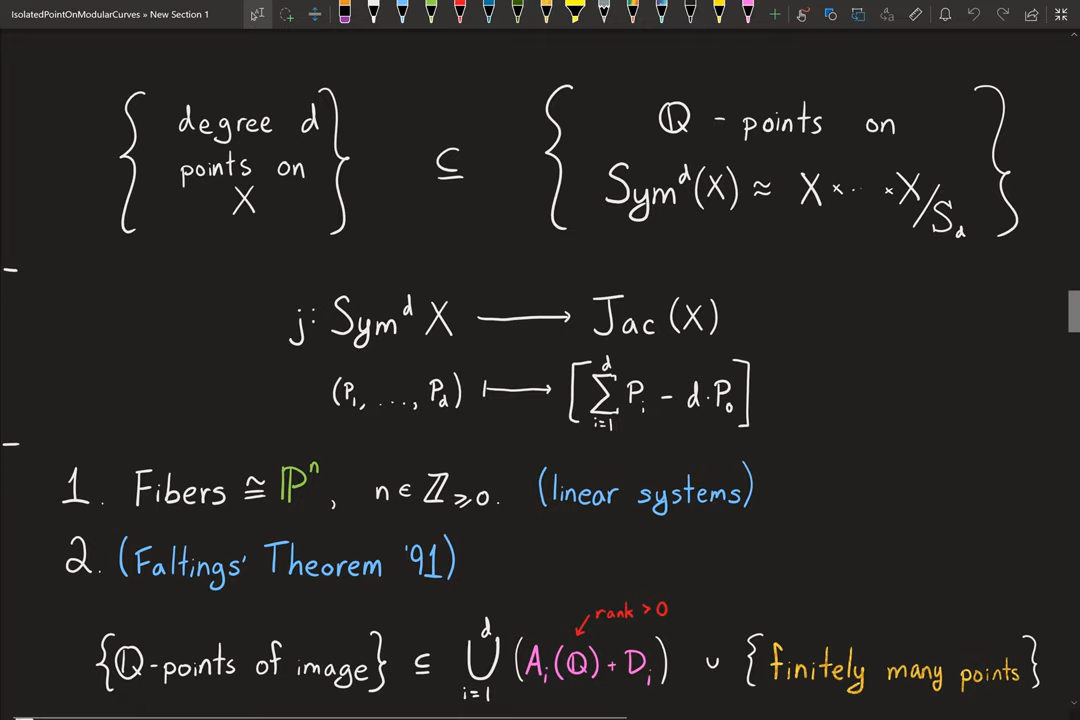 IsolatedPointOnModularCurves » New Section 1
{ degree d points on X } ⊆ { ℚ - points on Sym^d(X) ≈ X × ⋯ × X / S_d }
j: Sym^d X ⟶ Jac (X)
(P_1, ..., P_d) ⟼ [ ∑_{i=1}^{d} P_i - d·P_0 ]
1. Fibers ≅ ℙ^n, n ∈ ℤ_{≥0}. (linear systems)
2. (Faltings' Theorem '91)
rank > 0
{ℚ-points of image} ⊆ ⋃_{i=1}^{d} (A_i(ℚ) + D_i) ∪ {finitely many points}